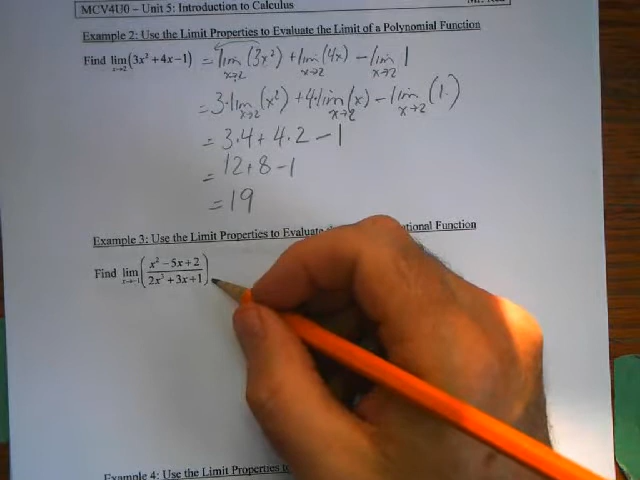 MCV4U0 – Unit 5: Introduction to Calculus
Example 2: Use the Limit Properties to Evaluate the Limit of a Polynomial Function
Find lim x→2 (3x² + 4x − 1) = lim x→2 (3x²) + lim x→2 (4x) − lim x→2 1
= 3·lim x→2 (x²) + 4·lim x→2 (x) − lim x→2 (1)
= 3·4 + 4·2 − 1
= 12 + 8 − 1
= 19
Example 3: Use the Limit Properties to Evaluate Function
Find lim x→−1 (x² − 5x + 2 / 2x³ + 3x + 1)
Example 4: Use the Limit Properties to